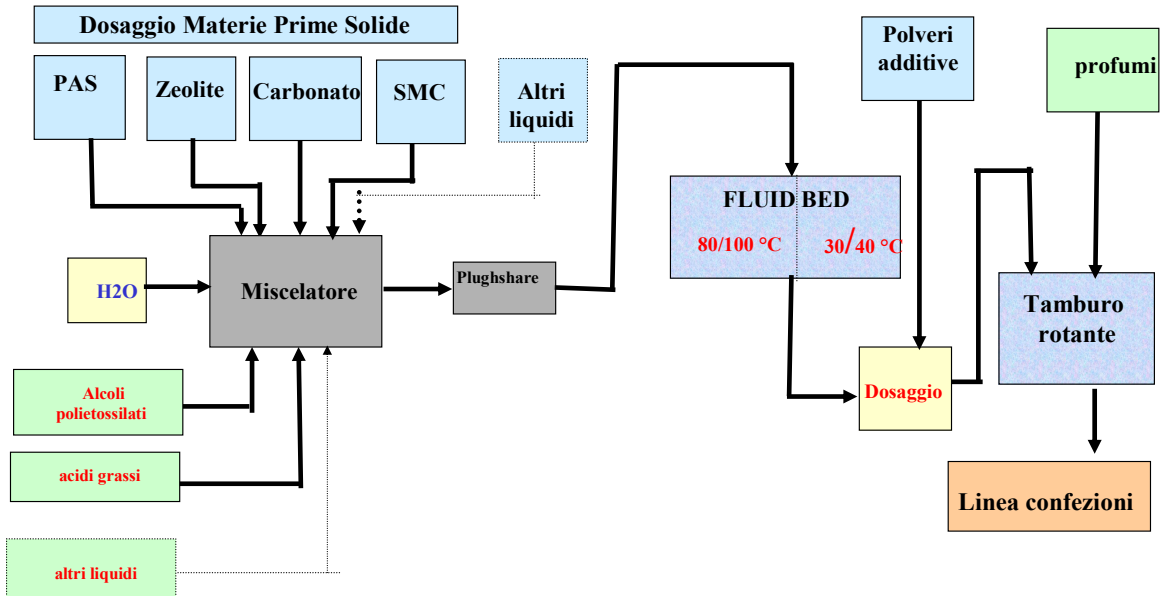 Dosaggio Materie Prime Solide
PAS
Zeolite
Carbonato
SMC
Altri
liquidi
Polveri
additive
profumi
FLUID BED
80/100 °C
30/40 °C
H2O
Miscelatore
Plughshare
Tamburo
rotante
Alcoli
polietossilati
Dosaggio
acidi grassi
Linea confezioni
altri liquidi